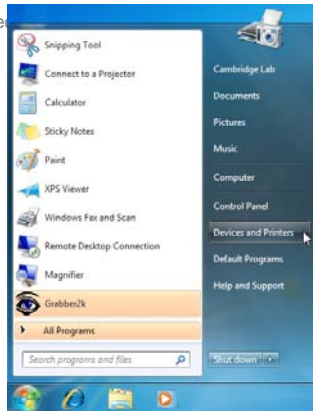 ec
Snipping Tool
Connect to a Projector
Calculator
Sticky Notes
Paint
XPS Viewer
Windows Fax and Scan
Remote Desktop Connection
Magnifier
Grabber2k
All Programs
Search programs and files
Cambridge Lab
Documents
Pictures
Music
Computer
Control Panel
Devices and Printers
Default Programs
Help and Support
Shut down